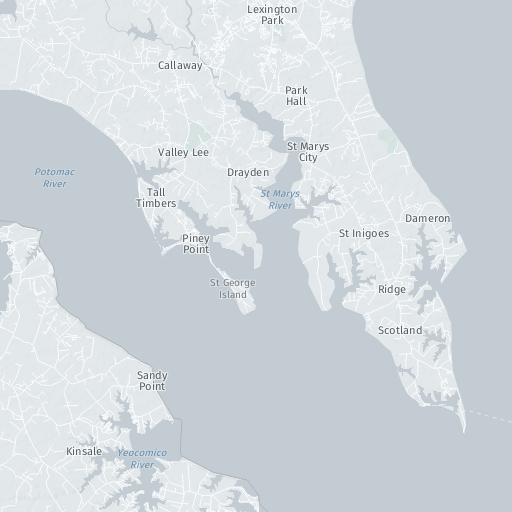 Lexington
Park
Callaway
Park
Hall
St Marys
City
Valley Lee
Drayden
Potomac
River
Tall
Timbers
St Marys
River
Dameron
St Inigoes
Piney
Point
St George
Island
Ridge
Scotland
Sandy
Point
Kinsale
Yeocomico
River